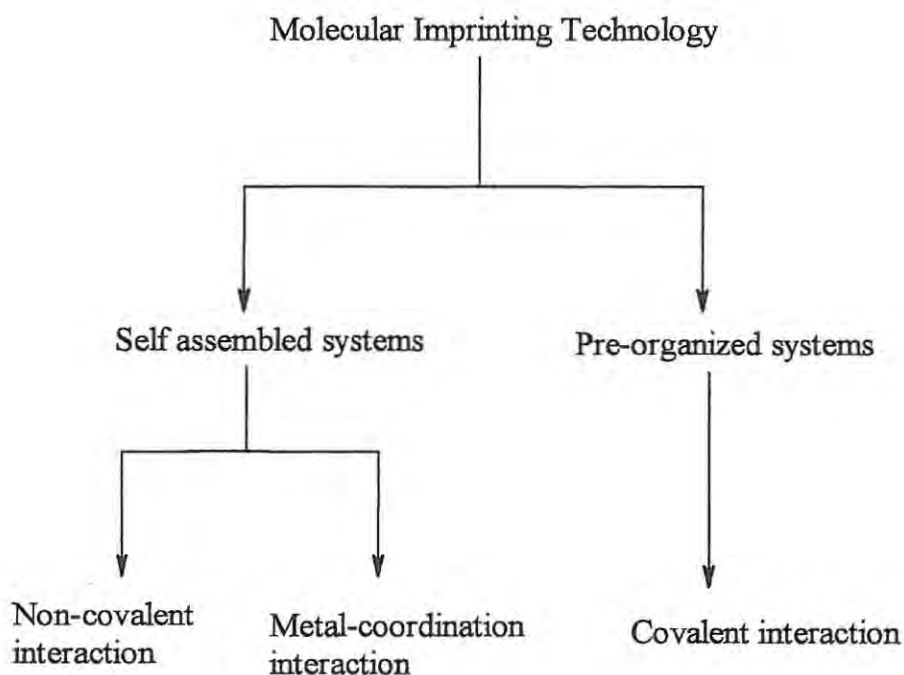 Molecular Imprinting Technology
Self assembled systems
Pre-organized systems
Non-covalent
interaction
Metal-coordination
interaction
Covalent interaction